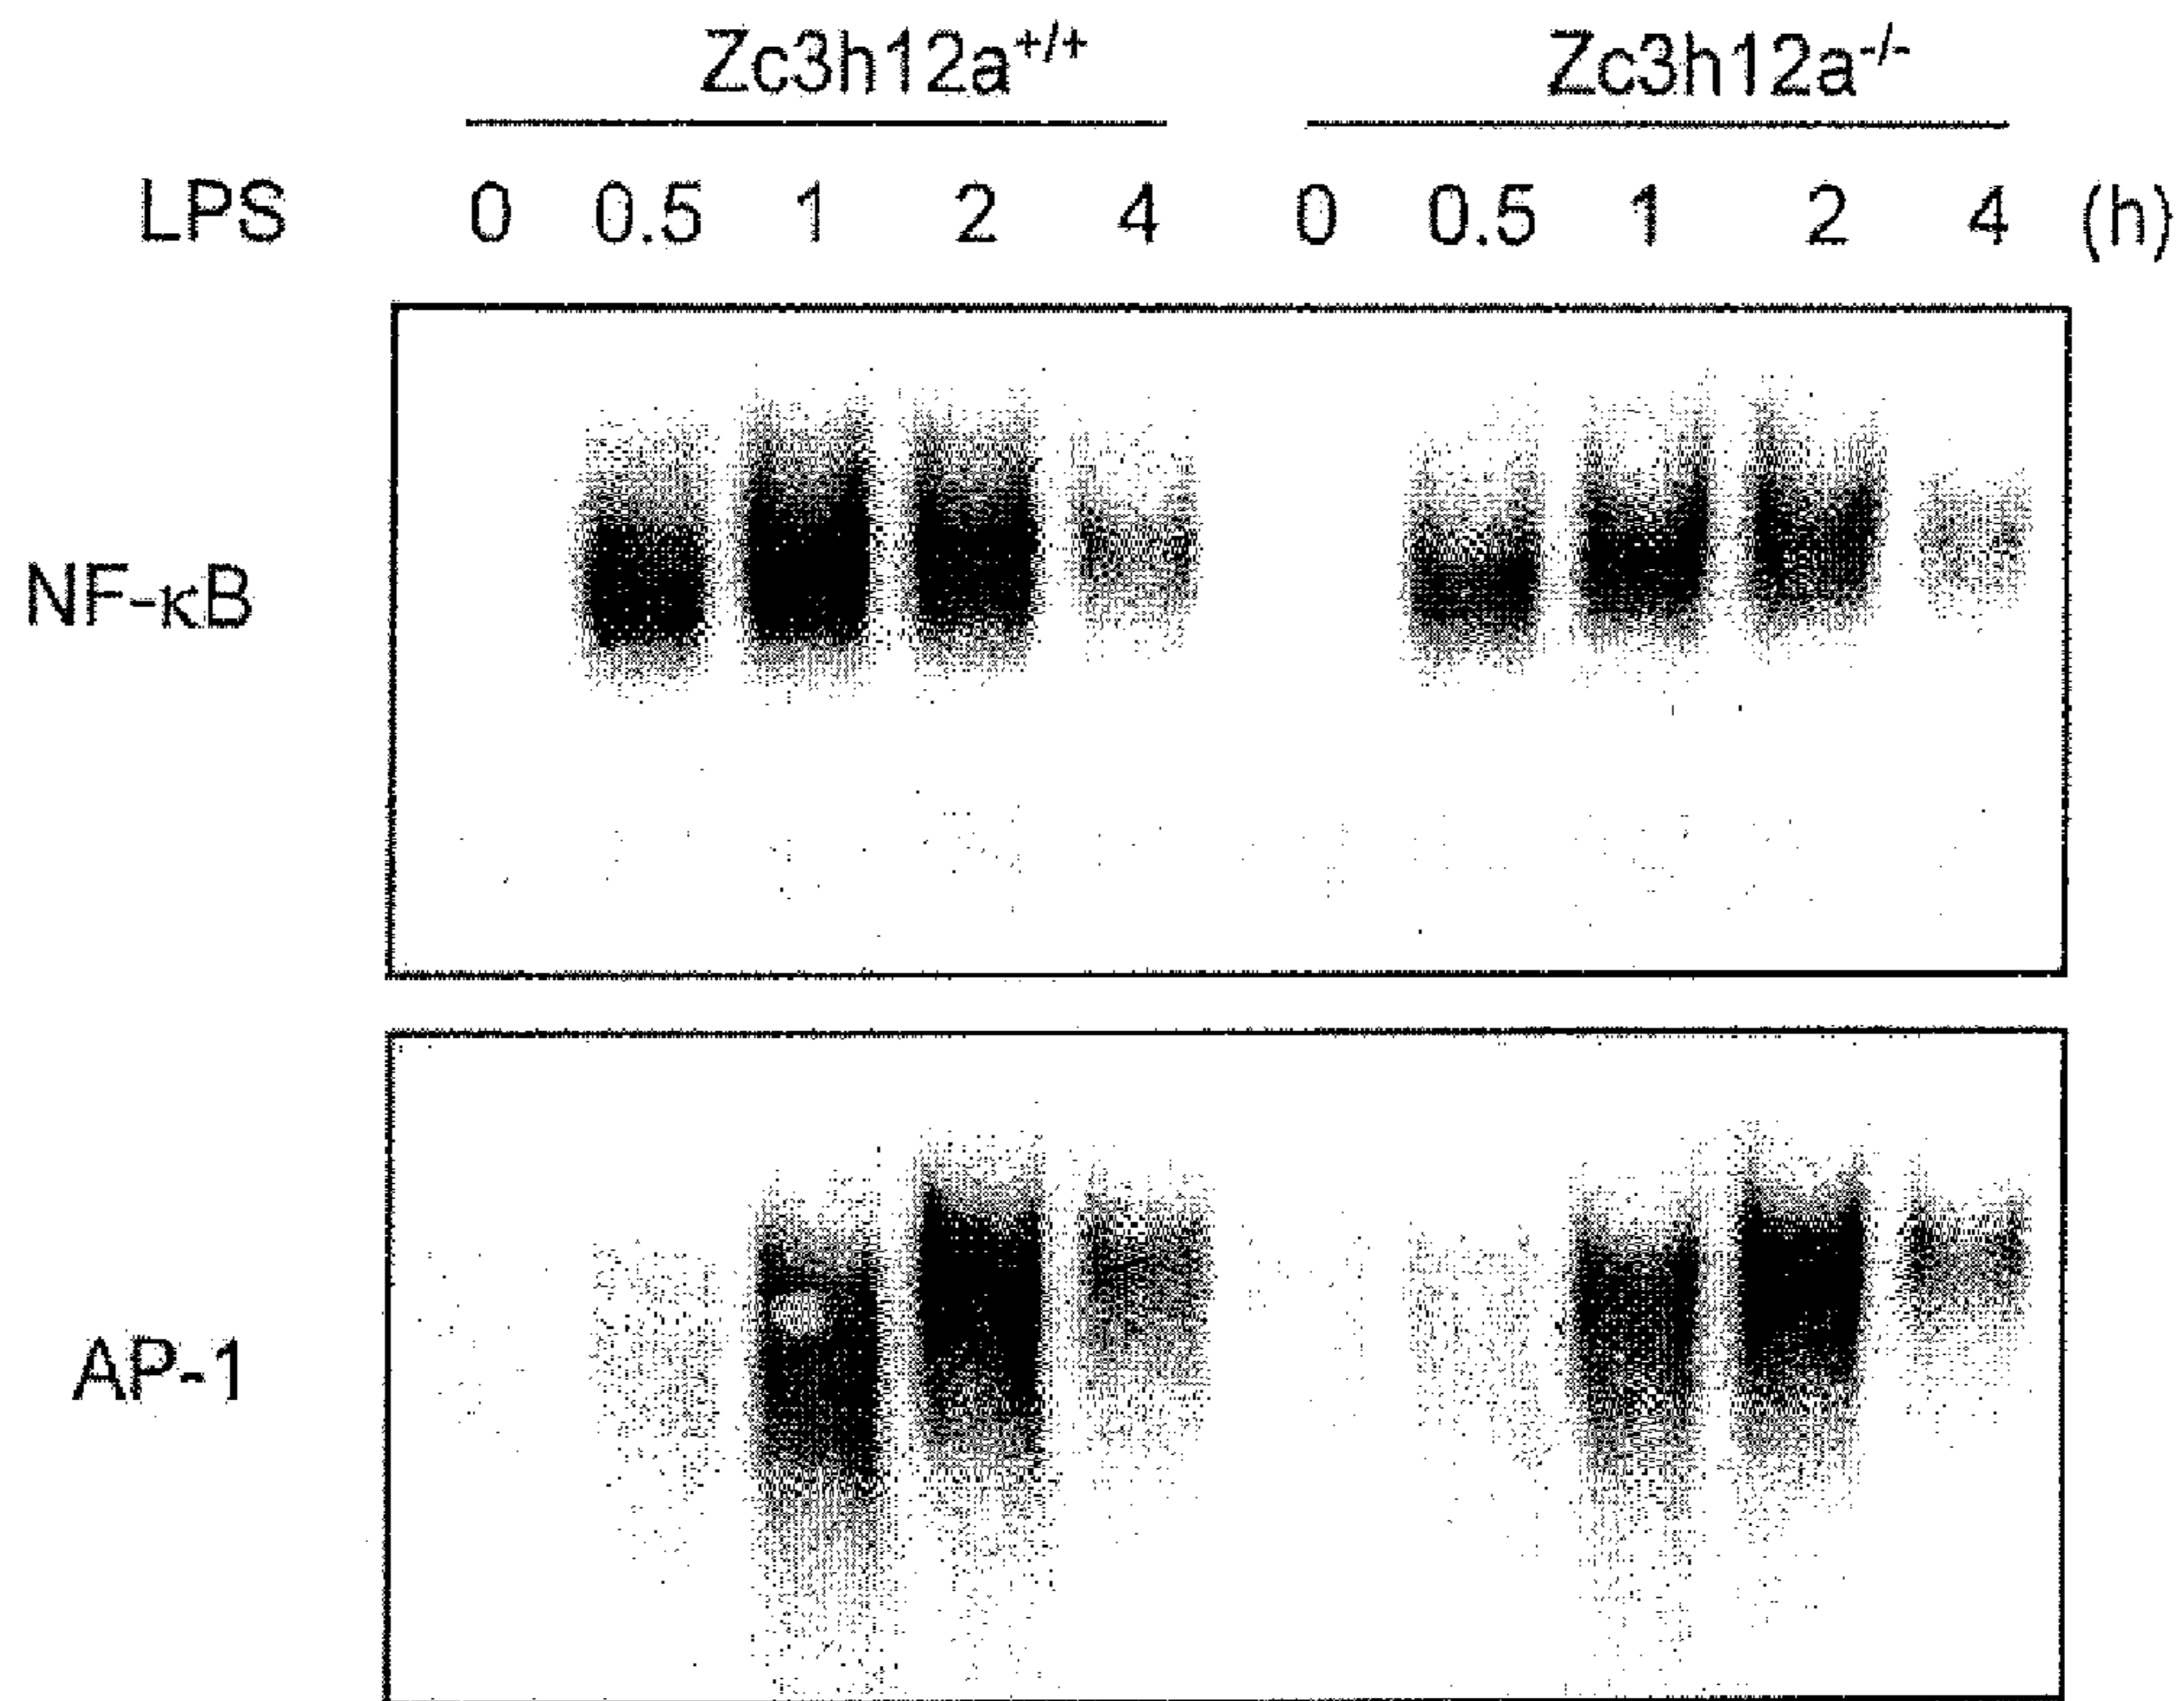 Zc3h12a+/+ Zc3h12a-/-
LPS 0 0.5 1 2 4 0 0.5 1 2 4 (h)
NF-κB
AP-1